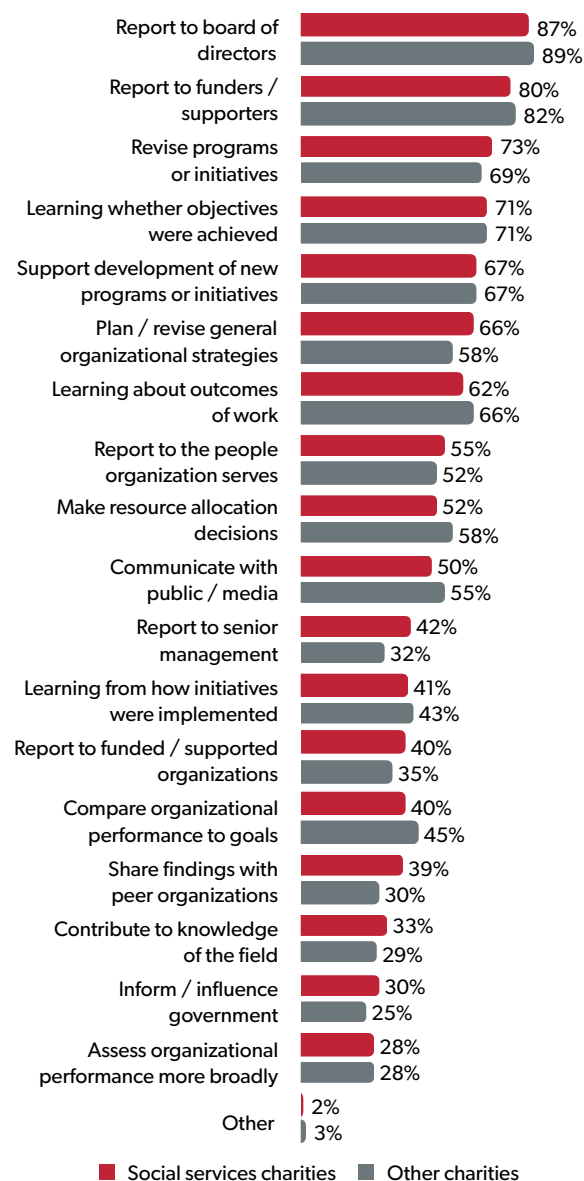 Report to board of
directors
87%
89%
Report to funders /
supporters
80%
82%
Revise programs
or initiatives
73%
69%
Learning whether objectives
were achieved
71%
71%
Support development of new
programs or initiatives
67%
67%
Plan / revise general
organizational strategies
66%
58%
Learning about outcomes
of work
62%
66%
Report to the people
organization serves
55%
52%
Make resource allocation
decisions
52%
58%
Communicate with
public / media
50%
55%
Report to senior
management
42%
32%
Learning from how initiatives
were implemented
41%
43%
Report to funded / supported
organizations
40%
35%
Compare organizational
performance to goals
40%
45%
Share findings with
peer organizations
39%
30%
Contribute to knowledge
of the field
33%
29%
Inform / influence
government
30%
25%
Assess organizational
performance more broadly
28%
28%
Other
2%
3%
Social services charities Other charities